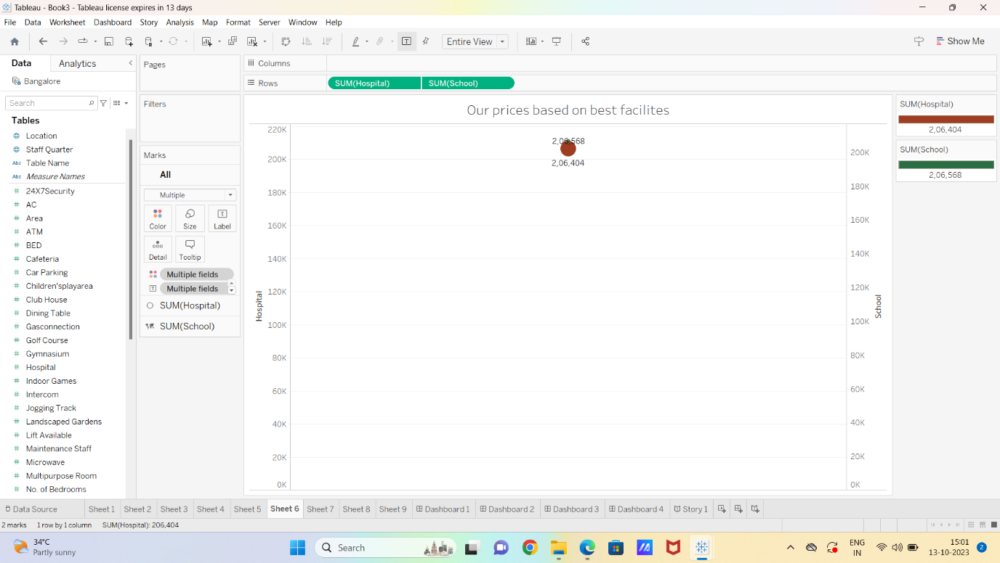 Tableau - Book3 - Tableau license expires in 13 days
File Data Worksheet Dashboard Story Analysis Map Format Server Window Help
Entire View
Show Me
Data Analytics
Bangalore
Search
Tables
Location
Staff Quarter
Abc Table Name
Abc Measure Names
24X7Security
AC
Area
ATM
BED
Cafeteria
Car Parking
Children'splayarea
Club House
Dining Table
Gasconnection
Golf Course
Gymnasium
Hospital
Indoor Games
Intercom
Jogging Track
Landscaped Gardens
Lift Available
Maintenance Staff
Microwave
Multipurpose Room
No. of Bedrooms
Pages
Filters
Marks
All
Multiple
Color Size Label
Detail Tooltip
Multiple fields
Multiple fields
SUM(Hospital)
SUM(School)
Columns
Rows SUM(Hospital) SUM(School)
Our prices based on best facilites
220K
200K
180K
160K
140K
120K
100K
80K
60K
40K
20K
0K
Hospital
2,06,568
2,06,404
200K
180K
160K
140K
120K
100K
80K
60K
40K
20K
0K
School
SUM(Hospital)
2,06,404
SUM(School)
2,06,568
Data Source Sheet 1 Sheet 2 Sheet 3 Sheet 4 Sheet 5 Sheet 6 Sheet 7 Sheet 8 Sheet 9 Dashboard 1 Dashboard 2 Dashboard 3 Dashboard 4 Story 1
2 marks 1 row by 1 column SUM(Hospital): 206,404
34°C
Partly sunny
Search
ENG
IN
15:01
13-10-2023
2